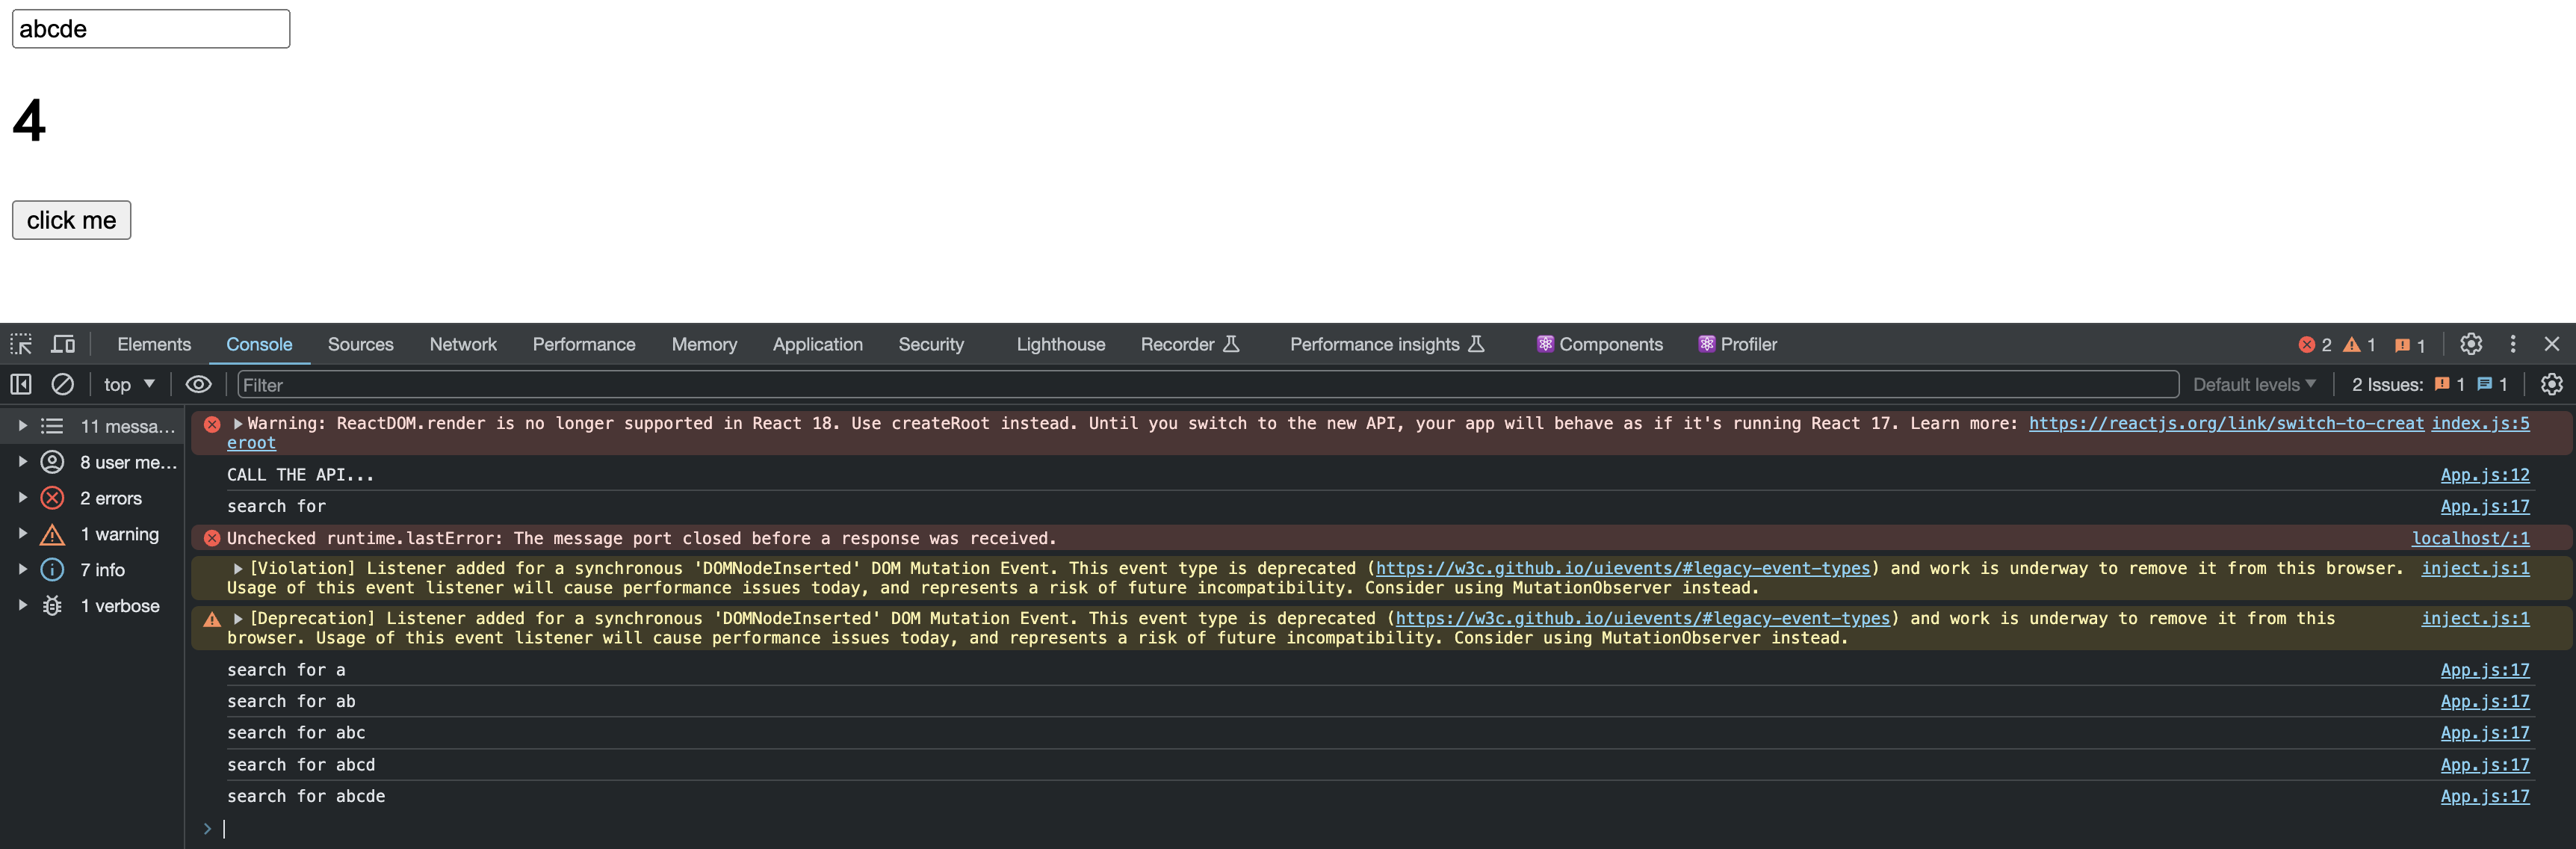 abcde
4
click me
Elements Console Sources Network Performance Memory Application Security Lighthouse Recorder Performance insights Components Profiler 2 1 1
top Filter Default levels 2 Issues: 1 1
11 messa...
8 user me...
2 errors
1 warning
7 info
1 verbose
Warning: ReactDOM.render is no longer supported in React 18. Use createRoot instead. Until you switch to the new API, your app will behave as if it's running React 17. Learn more: https://reactjs.org/link/switch-to-creat index.js:5
eroot
CALL THE API... App.js:12
search for App.js:17
Unchecked runtime.lastError: The message port closed before a response was received. localhost/:1
[Violation] Listener added for a synchronous 'DOMNodeInserted' DOM Mutation Event. This event type is deprecated (https://w3c.github.io/uievents/#legacy-event-types) and work is underway to remove it from this browser. inject.js:1
Usage of this event listener will cause performance issues today, and represents a risk of future incompatibility. Consider using MutationObserver instead.
[Deprecation] Listener added for a synchronous 'DOMNodeInserted' DOM Mutation Event. This event type is deprecated (https://w3c.github.io/uievents/#legacy-event-types) and work is underway to remove it from this inject.js:1
browser. Usage of this event listener will cause performance issues today, and represents a risk of future incompatibility. Consider using MutationObserver instead.
search for a App.js:17
search for ab App.js:17
search for abc App.js:17
search for abcd App.js:17
search for abcde App.js:17